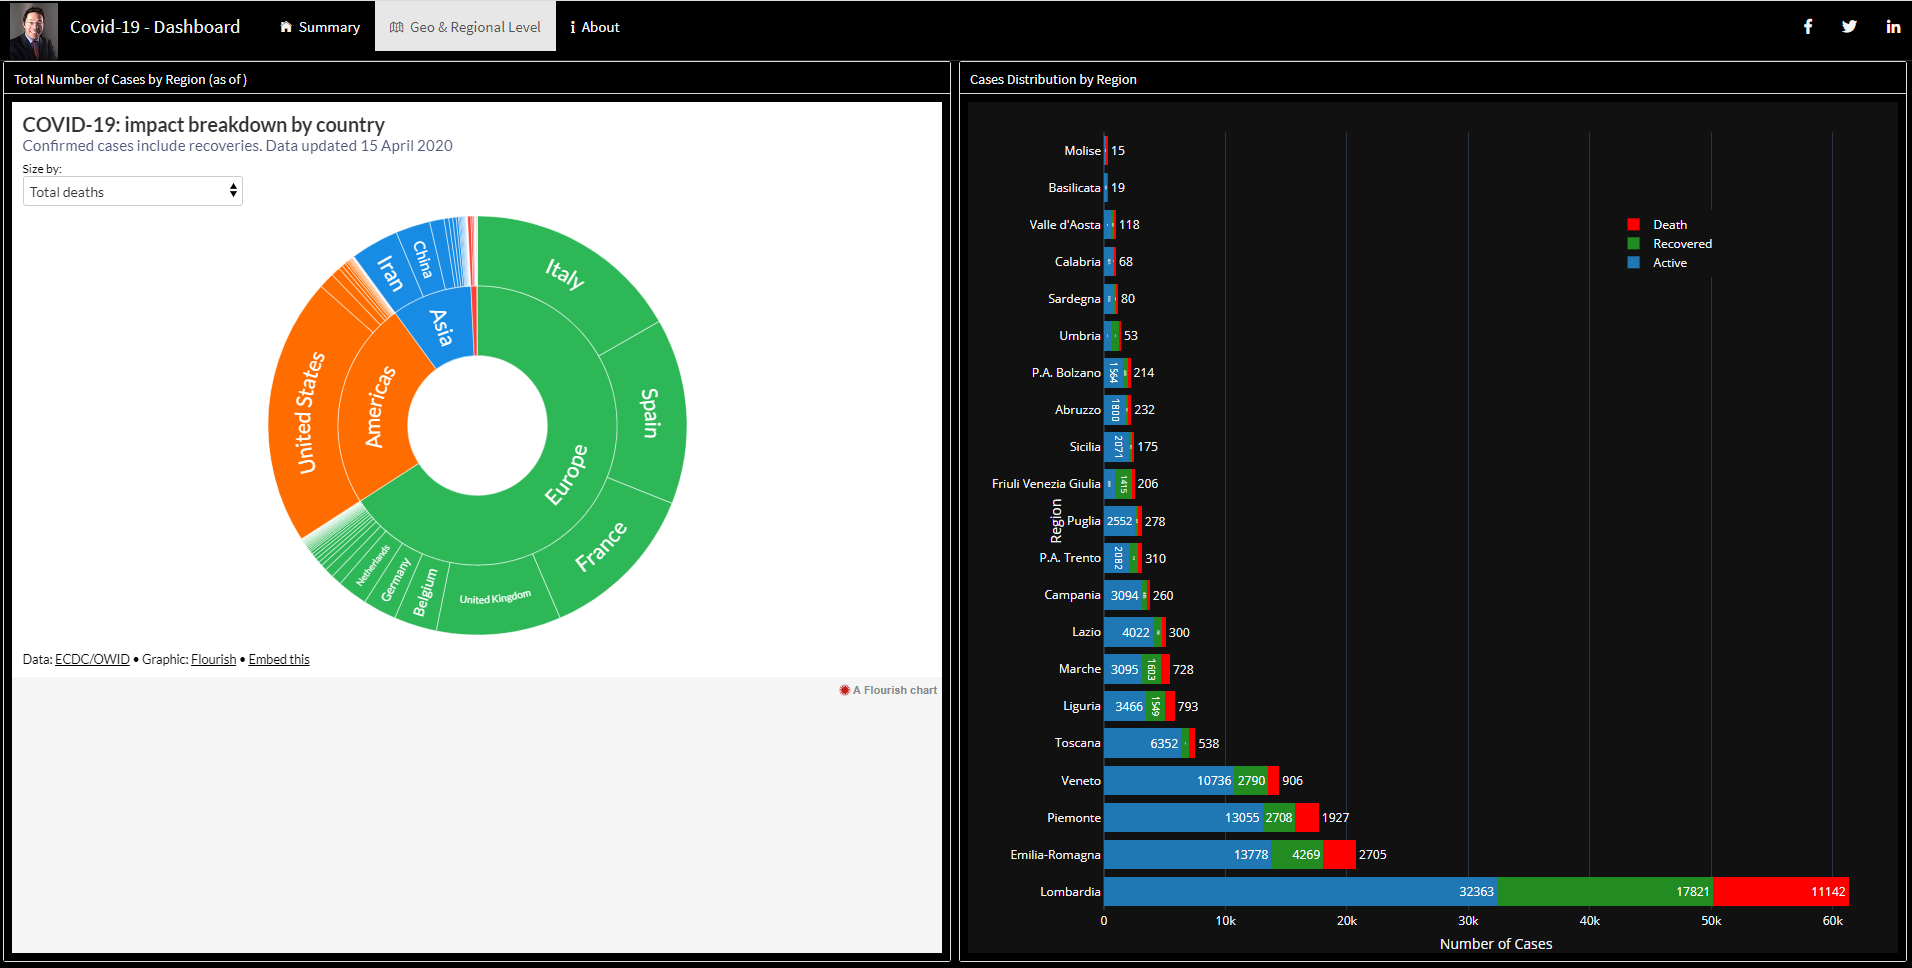 Covid-19 - Dashboard
Summary
Geo & Regional Level
About
Total Number of Cases by Region (as of )
COVID-19: impact breakdown by country
Confirmed cases include recoveries. Data updated 15 April 2020
Size by:
Total deaths
Italy
Spain
France
United Kingdom
Belgium
Germany
Netherlands
Europe
Americas
United States
Asia
Iran
China
Data: ECDC/OWID • Graphic: Flourish • Embed this
A Flourish chart
Cases Distribution by Region
Death
Recovered
Active
Region
Molise 15
Basilicata 19
Valle d'Aosta 118
Calabria 68
Sardegna 80
Umbria 53
P.A. Bolzano 1564 214
Abruzzo 1800 232
Sicilia 2071 175
Friuli Venezia Giulia 1415 206
Puglia 2552 278
P.A. Trento 2082 310
Campania 3094 260
Lazio 4022 300
Marche 3095 1603 728
Liguria 3466 1549 793
Toscana 6352 538
Veneto 10736 2790 906
Piemonte 13055 2708 1927
Emilia-Romagna 13778 4269 2705
Lombardia 32363 17821 11142
0 10k 20k 30k 40k 50k 60k
Number of Cases